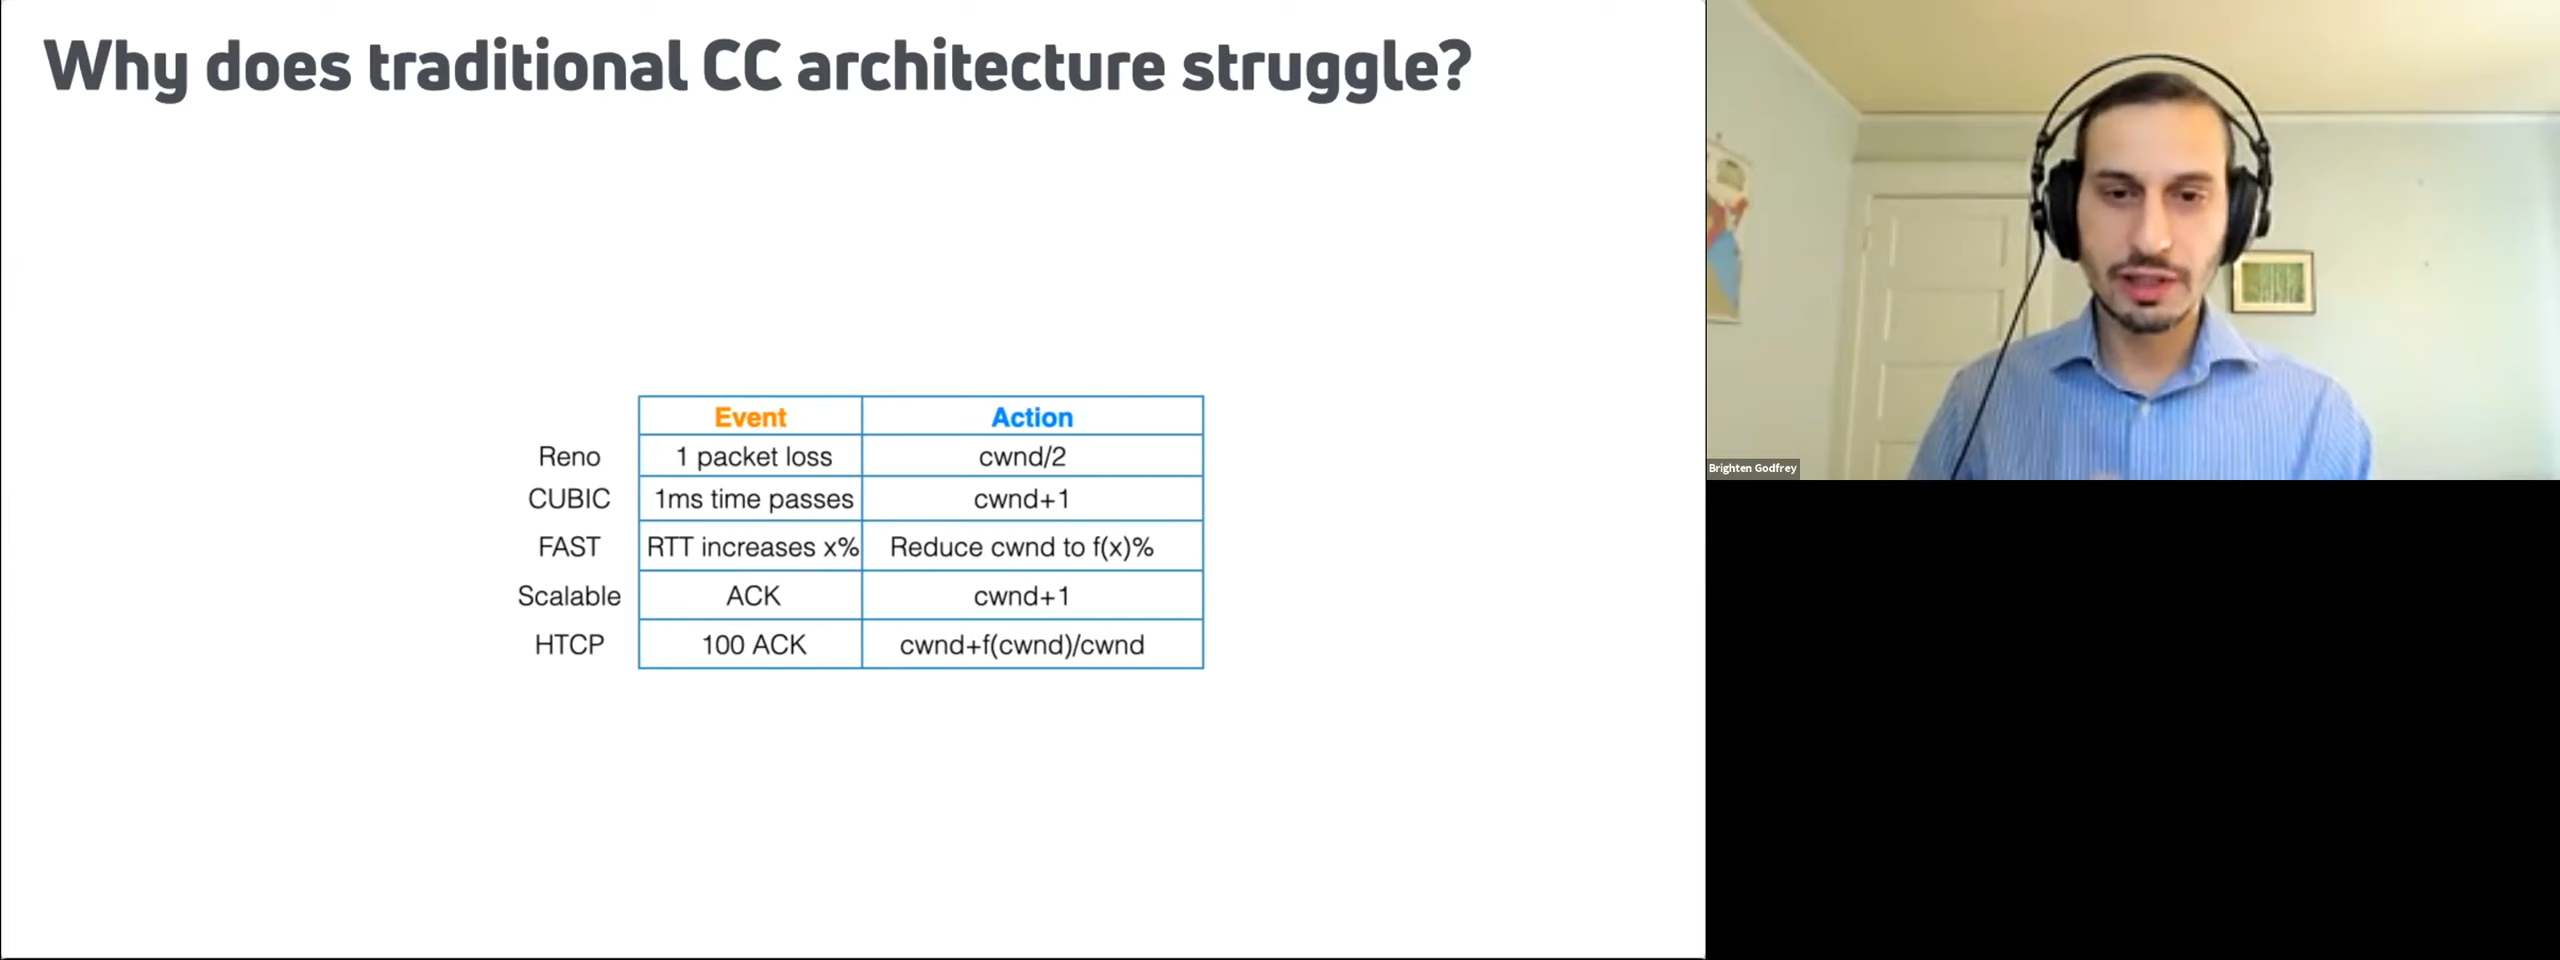 Why does traditional CC architecture struggle?
Event Action
Reno 1 packet loss cwnd/2
CUBIC 1ms time passes cwnd+1
FAST RTT increases x% Reduce cwnd to f(x)%
Scalable ACK cwnd+1
HTCP 100 ACK cwnd+f(cwnd)/cwnd
Brighten Godfrey